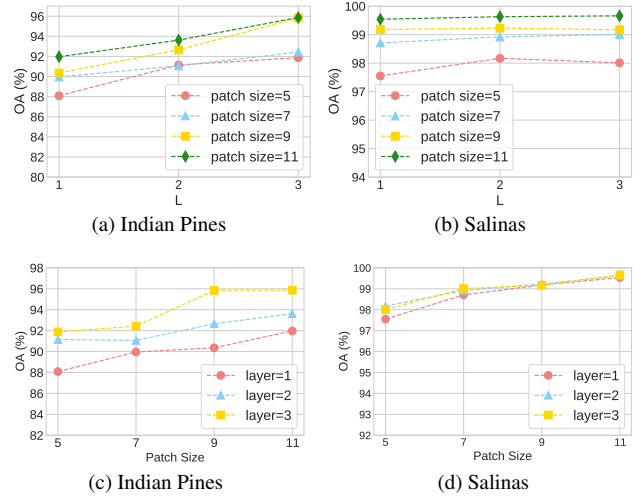 96
94
92
90
88
86
84
82
80
OA (%)
1
2
3
L
patch size=5
patch size=7
patch size=9
patch size=11
(a) Indian Pines
100
99
98
97
96
95
94
OA (%)
1
2
3
L
patch size=5
patch size=7
patch size=9
patch size=11
(b) Salinas
98
96
94
92
90
88
86
84
82
OA (%)
5
7
9
11
Patch Size
layer=1
layer=2
layer=3
(c) Indian Pines
100
99
98
97
96
95
94
93
92
OA (%)
5
7
9
11
Patch Size
layer=1
layer=2
layer=3
(d) Salinas